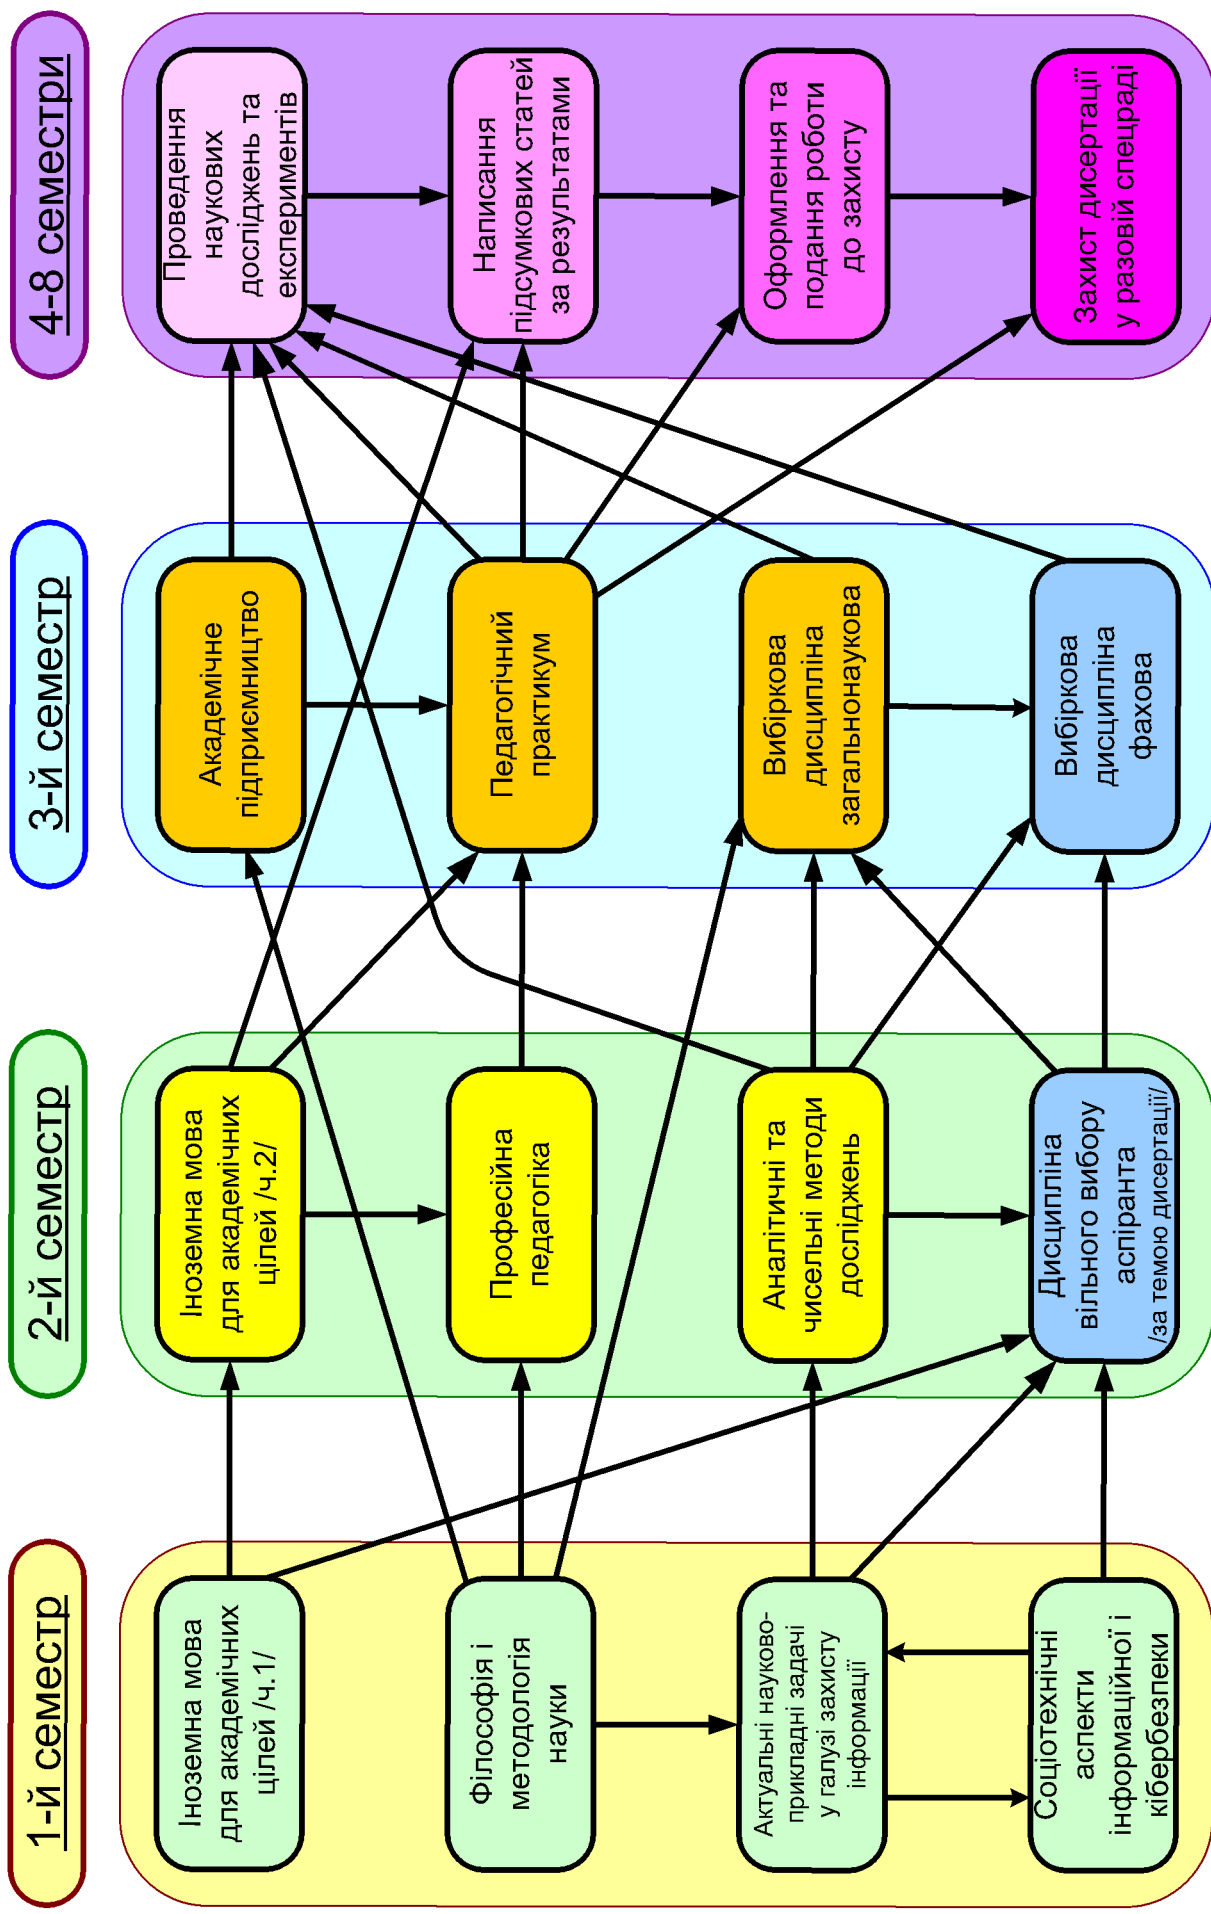 1-й семестр
Іноземна мова
для академічних
цілей /ч.1/
Філософія і
методологія
науки
Актуальні науково-
прикладні задачі
у галузі захисту
інформації
Соціотехнічні
аспекти
інформаційної і
кібербезпеки
2-й семестр
Іноземна мова
для академічних
цілей /ч.2/
Професійна
педагогіка
Аналітичні та
чисельні методи
досліджень
Дисципліна
вільного вибору
аспіранта
/за темою дисертації/
3-й семестр
Академічне
підприємництво
Педагогічний
практикум
Вибіркова
дисципліна
загальнонаукова
Вибіркова
дисципліна
фахова
4-8 семестри
Проведення
наукових
досліджень та
експериментів
Написання
підсумкових статей
за результатами
Оформлення та
подання роботи
до захисту
Захист дисертації
у разовій спецраді